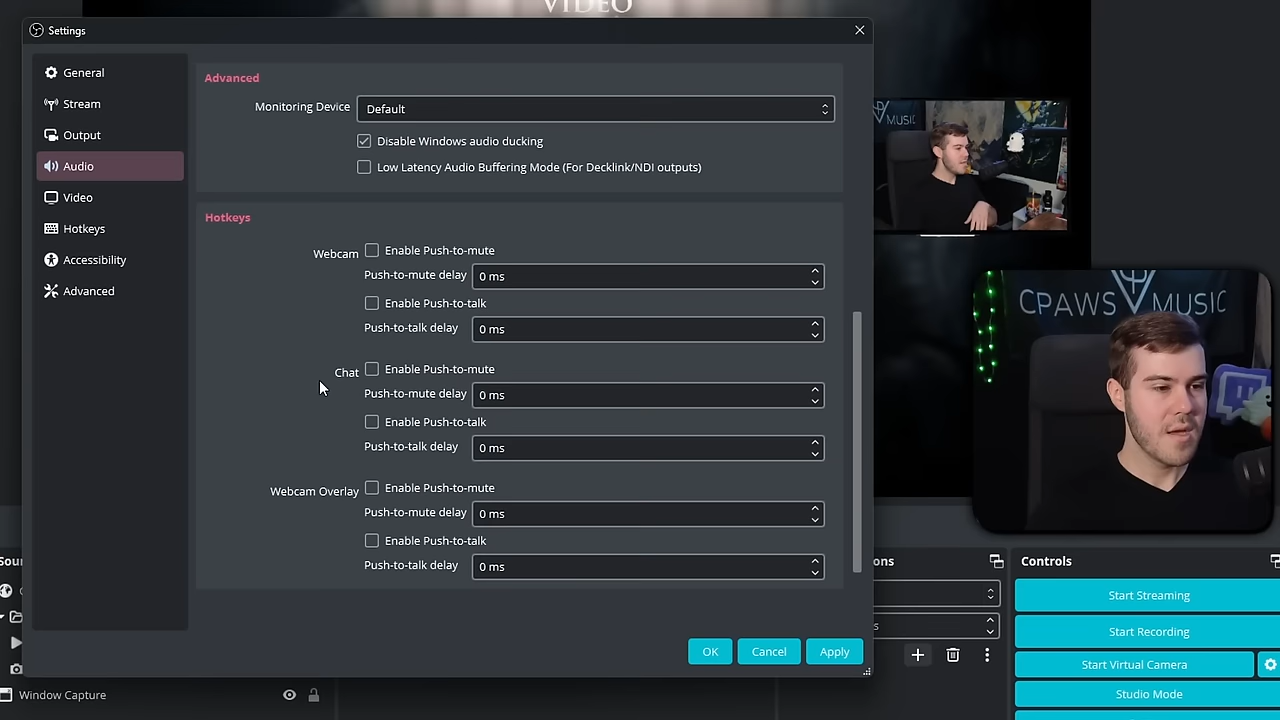 VIDEO
Settings
General
Stream
Output
Audio
Video
Hotkeys
Accessibility
Advanced
Advanced
Monitoring Device
Default
Disable Windows audio ducking
Low Latency Audio Buffering Mode (For Decklink/NDI outputs)
Hotkeys
Webcam
Enable Push-to-mute
Push-to-mute delay
0 ms
Enable Push-to-talk
Push-to-talk delay
0 ms
Chat
Enable Push-to-mute
Push-to-mute delay
0 ms
Enable Push-to-talk
Push-to-talk delay
0 ms
Webcam Overlay
Enable Push-to-mute
Push-to-mute delay
0 ms
Enable Push-to-talk
Push-to-talk delay
0 ms
OK
Cancel
Apply
MUSIC
CPAWS MUSIC
Sou
Window Capture
ons
s
Controls
Start Streaming
Start Recording
Start Virtual Camera
Studio Mode